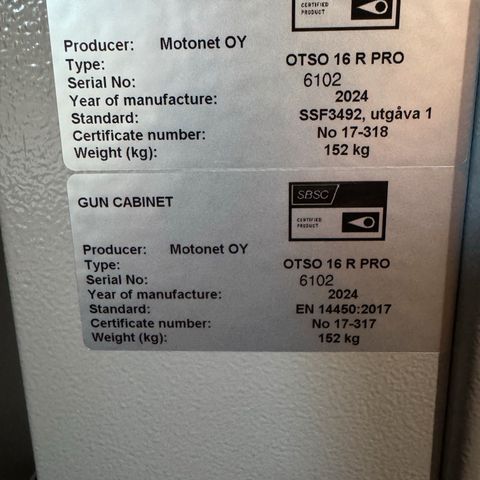 CERTIFIED
PRODUCT
Producer: Motonet OY
Type: OTSO 16 R PRO
Serial No: 6102
Year of manufacture: 2024
Standard: SSF3492, utgåva 1
Certificate number: No 17-318
Weight (kg): 152 kg
GUN CABINET
SBSC
CERTIFIED
PRODUCT
Producer: Motonet OY
Type: OTSO 16 R PRO
Serial No: 6102
Year of manufacture: 2024
Standard: EN 14450:2017
Certificate number: No 17-317
Weight (kg): 152 kg